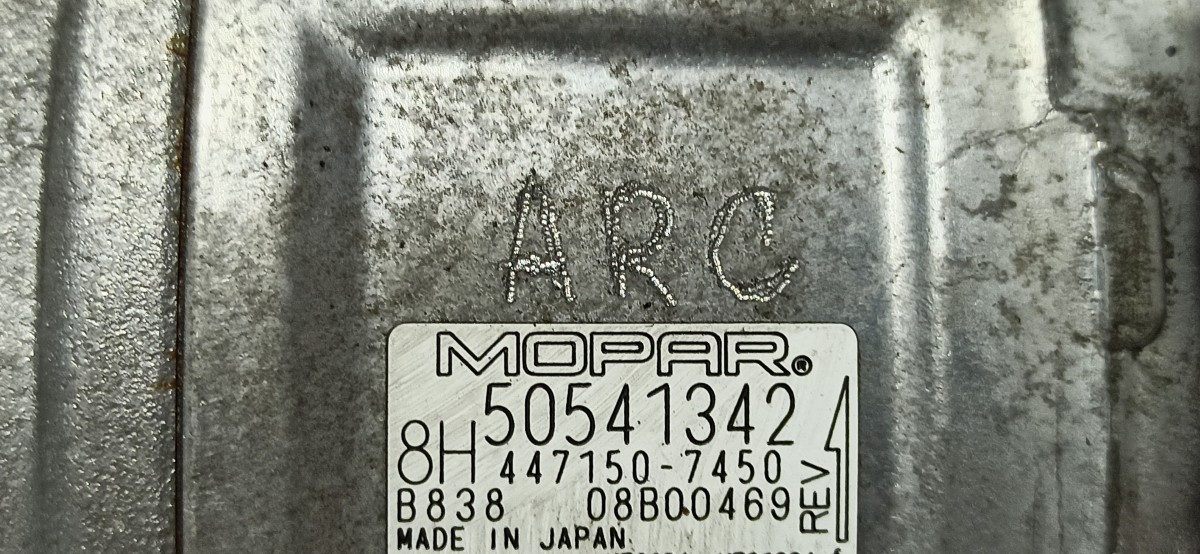 ARC
MOPAR®
50541342
8H 447150-7450
B838 08B00469
REV
MADE IN JAPAN